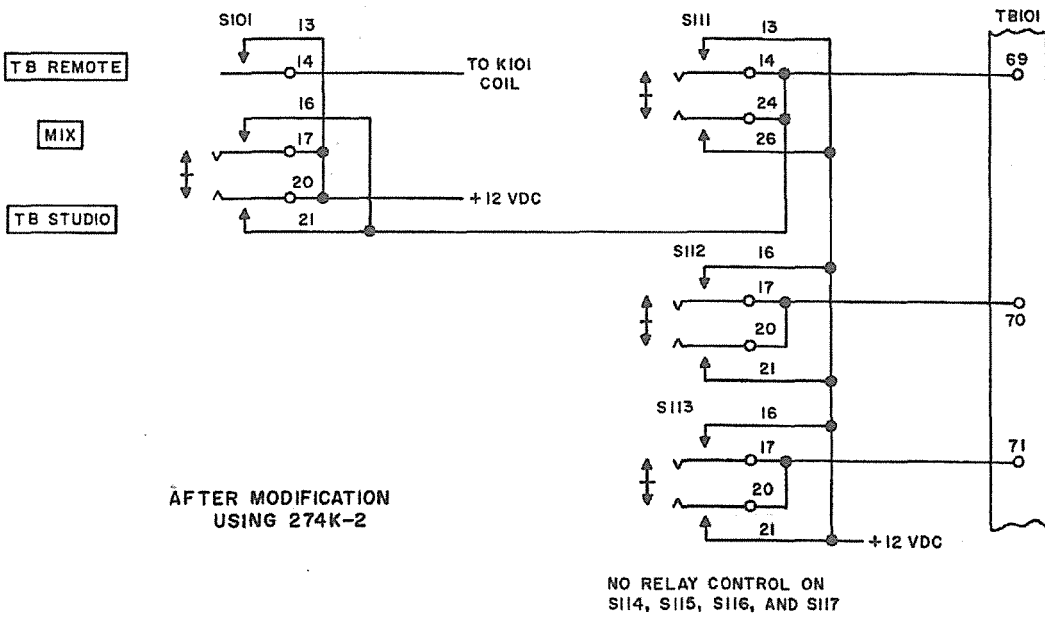 S101
13
S111
13
TB101
TB REMOTE
14
TO K101
COIL
14
69
16
24
MIX
17
26
20
+12 VDC
TB STUDIO
21
S112
16
17
70
20
21
S113
16
17
71
20
21
+12 VDC
AFTER MODIFICATION
USING 274K-2
NO RELAY CONTROL ON
S114, S115, S116, AND S117